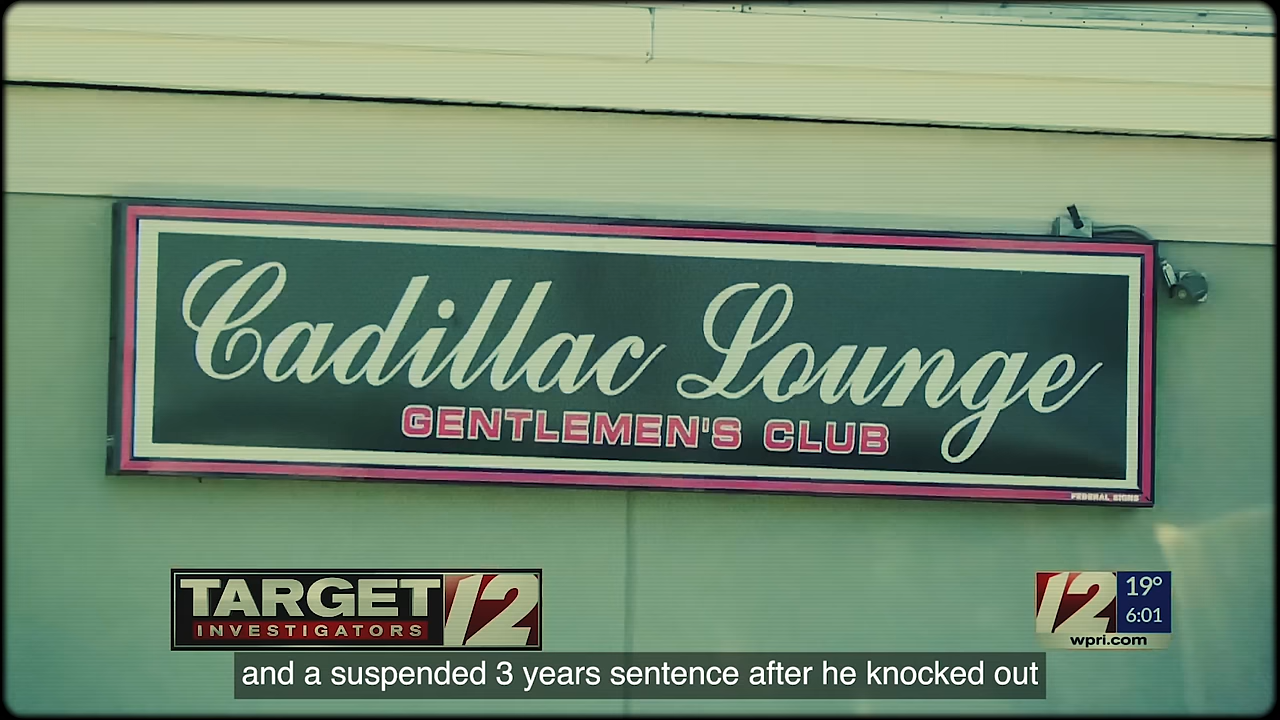 Cadillac Lounge
GENTLEMEN'S CLUB
FEDERAL SIGNS
TARGET 12
INVESTIGATORS
12 19°
6:01
wpri.com
and a suspended 3 years sentence after he knocked out